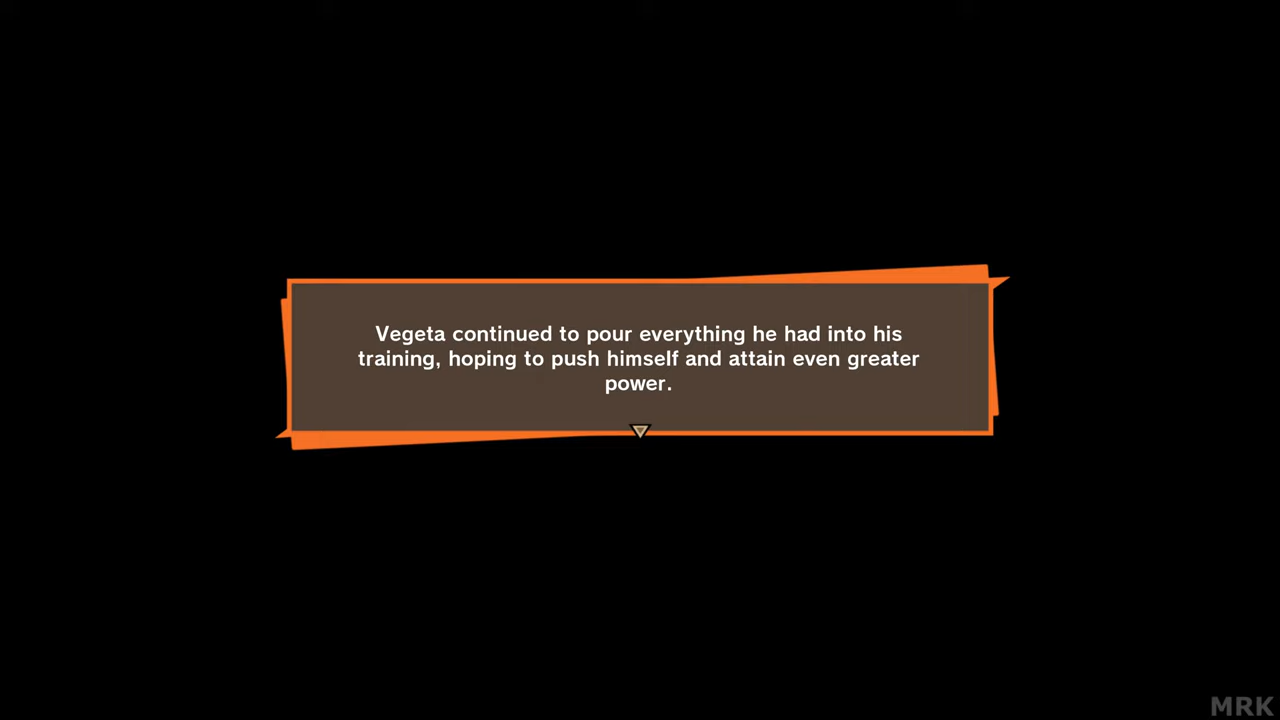 Vegeta continued to pour everything he had into his
training, hoping to push himself and attain even greater
power.
MRK